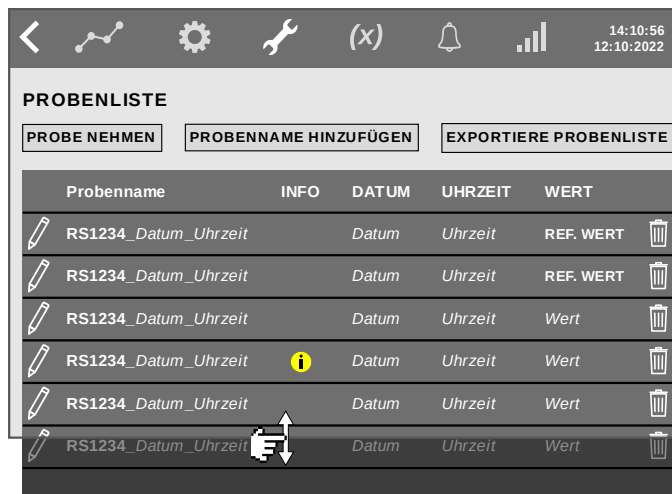 (x)
14:10:56
12:10:2022
PROBENLISTE
PROBE NEHMEN PROBENNAME HINZUFÜGEN EXPORTIERE PROBENLISTE
Probenname INFO DATUM UHRZEIT WERT
RS1234_Datum_Uhrzeit Datum Uhrzeit REF. WERT
RS1234_Datum_Uhrzeit Datum Uhrzeit REF. WERT
RS1234_Datum_Uhrzeit Datum Uhrzeit Wert
RS1234_Datum_Uhrzeit i Datum Uhrzeit Wert
RS1234_Datum_Uhrzeit Datum Uhrzeit Wert
RS1234_Datum_Uhrzeit Datum Uhrzeit Wert